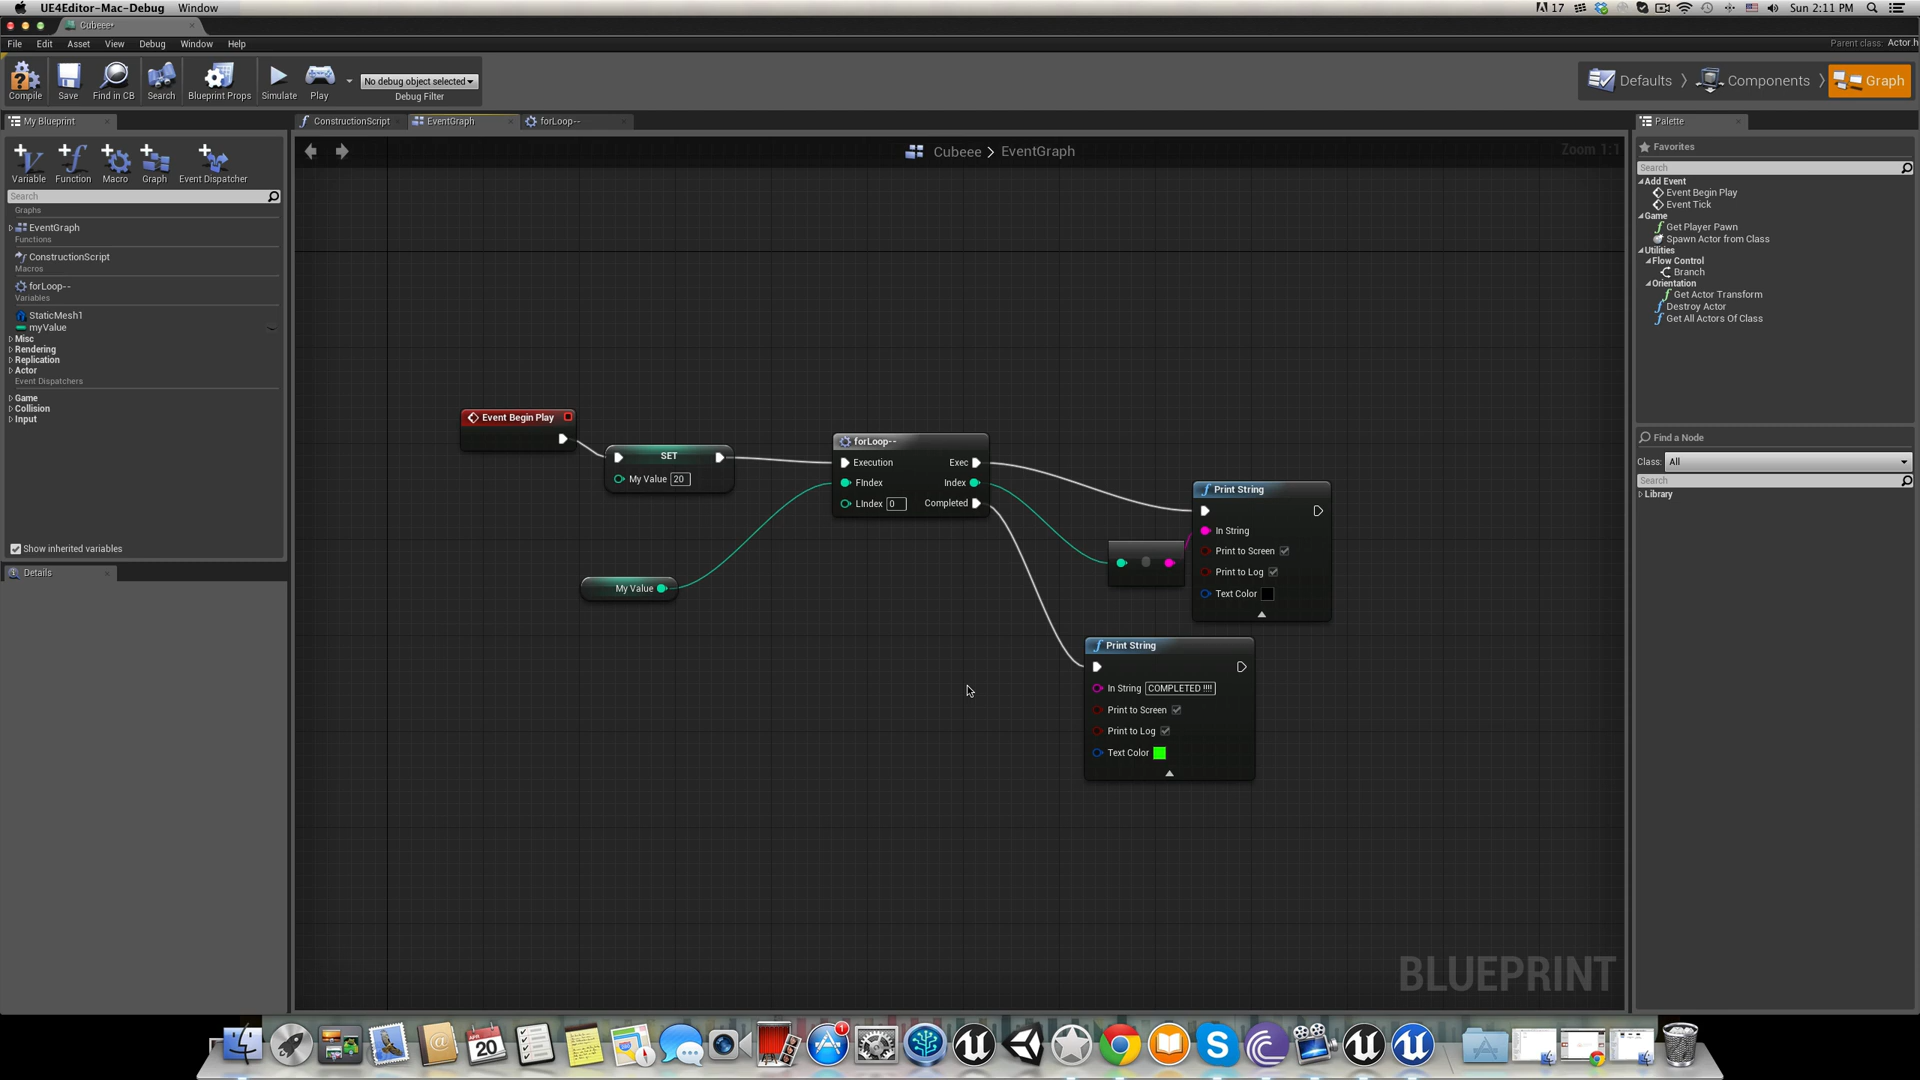 UE4Editor-Mac-Debug Window
17 Sun 2:11 PM
Cubeee*
File Edit Asset View Debug Window Help
Parent class: Actor.h
Compile Save Find in CB Search Blueprint Props Simulate Play
No debug object selected
Debug Filter
Defaults Components Graph
My Blueprint
ConstructionScript EventGraph forLoop--
Palette
Variable Function Macro Graph Event Dispatcher
Search
Graphs
EventGraph
Functions
ConstructionScript
Macros
forLoop--
Variables
StaticMesh1
myValue
Misc
Rendering
Replication
Actor
Event Dispatchers
Game
Collision
Input
Show inherited variables
Details
Cubeee > EventGraph
Zoom 1:1
Event Begin Play
SET
My Value 20
My Value
forLoop--
Execution Exec
FIndex Index
LIndex 0 Completed
Print String
In String
Print to Screen
Print to Log
Text Color
Print String
In String COMPLETED !!!!
Print to Screen
Print to Log
Text Color
BLUEPRINT
Favorites
Search
Add Event
Event Begin Play
Event Tick
Game
Get Player Pawn
Spawn Actor from Class
Utilities
Flow Control
Branch
Orientation
Get Actor Transform
Destroy Actor
Get All Actors Of Class
Find a Node
Class: All
Search
Library
APR
20
1